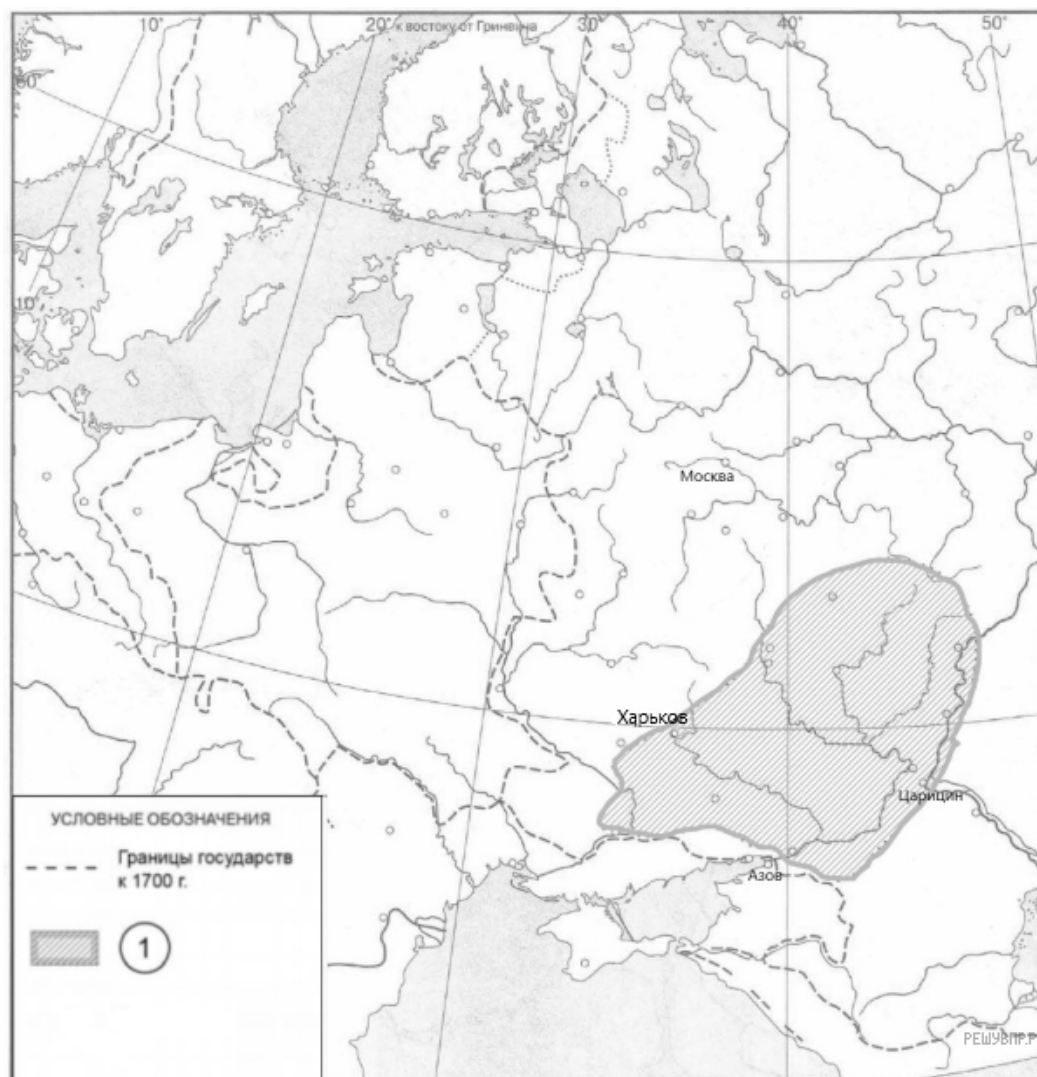 10° 20° к востоку от Гринвича 30° 40° 50°
60°
10°
Москва
Харьков
Царицин
Азов
УСЛОВНЫЕ ОБОЗНАЧЕНИЯ
Границы государств
к 1700 г.
1
РЕШУВПР.Р